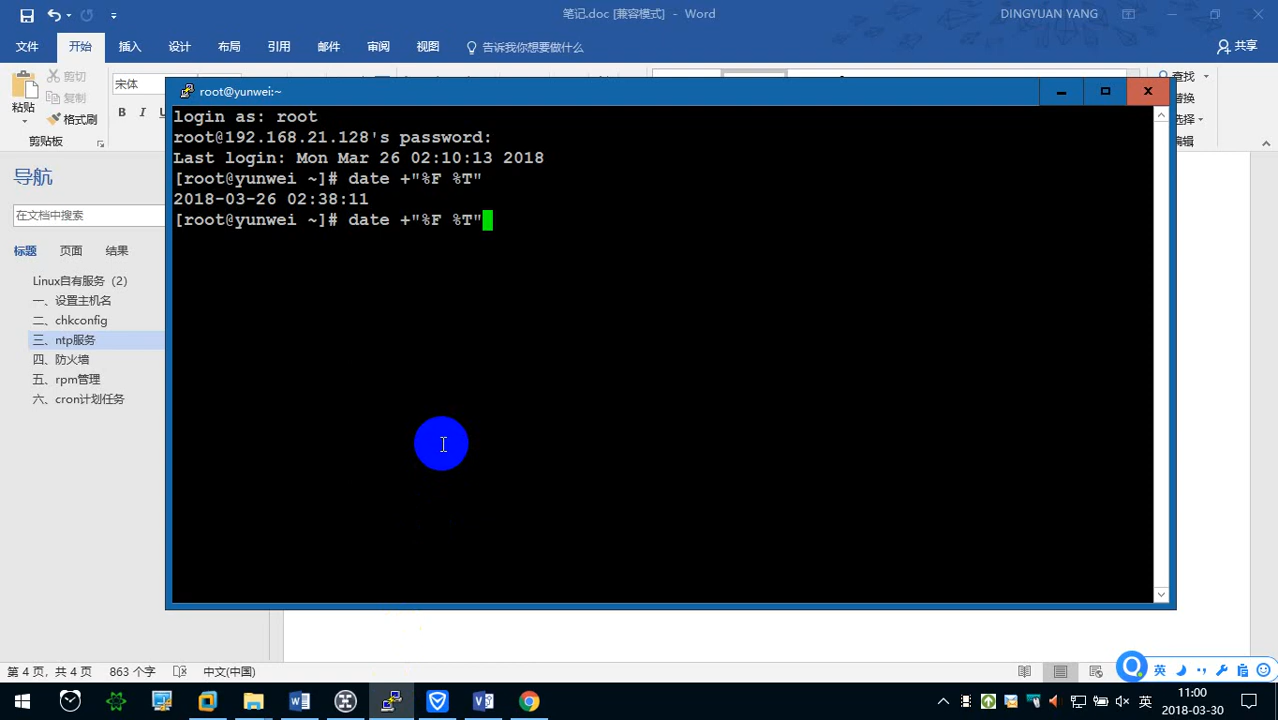 笔记.doc [兼容模式] - Word
DINGYUAN YANG
文件
开始
插入
设计
布局
引用
邮件
审阅
视图
告诉我你想要做什么
共享
粘贴
剪切
复制
格式刷
剪贴板
宋体
B I U
查找
替换
选择
编辑
root@yunwei:~
login as: root
root@192.168.21.128's password:
Last login: Mon Mar 26 02:10:13 2018
[root@yunwei ~]# date +"%F %T"
2018-03-26 02:38:11
[root@yunwei ~]# date +"%F %T"
导航
在文档中搜索
标题
页面
结果
Linux自有服务（2）
一、设置主机名
二、chkconfig
三、ntp服务
四、防火墙
五、rpm管理
六、cron计划任务
第 4 页，共 4 页
863 个字
中文(中国)
英
英
11:00
2018-03-30